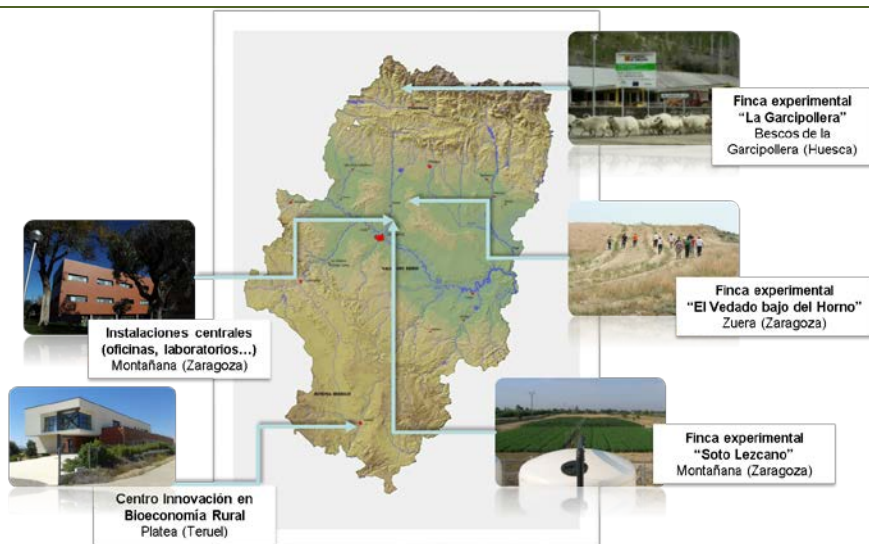 Finca experimental
“La Garcipollera”
Bescos de la
Garcipollera (Huesca)
Finca experimental
“El Vedado bajo del Horno”
Zuera (Zaragoza)
Instalaciones centrales
(oficinas, laboratorios...)
Montañana (Zaragoza)
Finca experimental
“Soto Lezcano”
Montañana (Zaragoza)
Centro Innovación en
Bioeconomía Rural
Platea (Teruel)